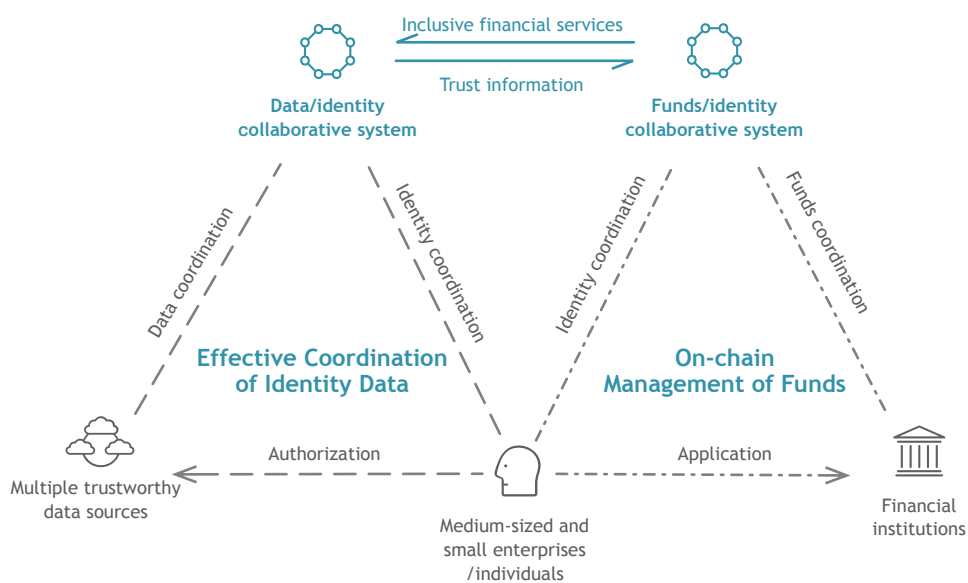 Inclusive financial services
Trust information
Data/identity
collaborative system
Funds/identity
collaborative system
Data coordination
Identity coordination
Identity coordination
Funds coordination
Effective Coordination
of Identity Data
On-chain
Management of Funds
Authorization
Application
Multiple trustworthy
data sources
Medium-sized and
small enterprises
/individuals
Financial
institutions